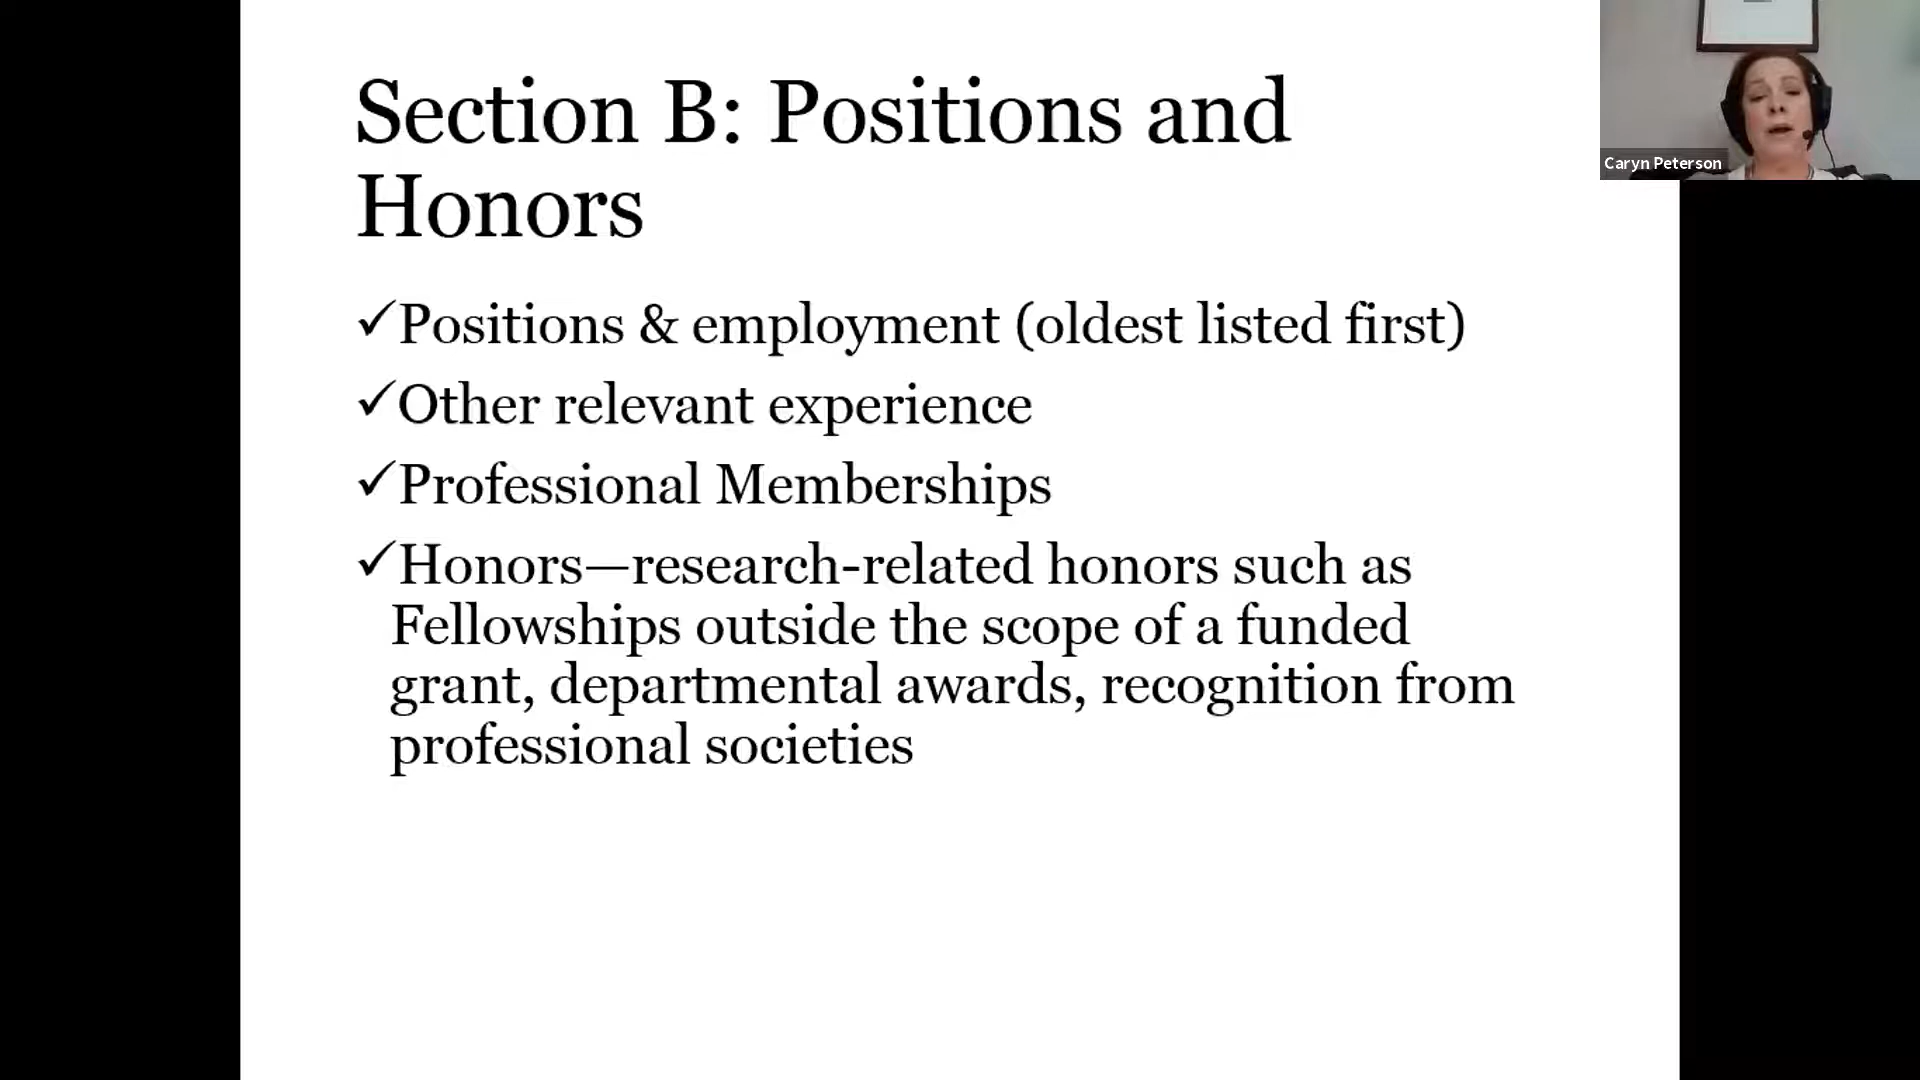 Section B: Positions and
Honors
✓Positions & employment (oldest listed first)
✓Other relevant experience
✓Professional Memberships
✓Honors—research-related honors such as
Fellowships outside the scope of a funded
grant, departmental awards, recognition from
professional societies
Caryn Peterson